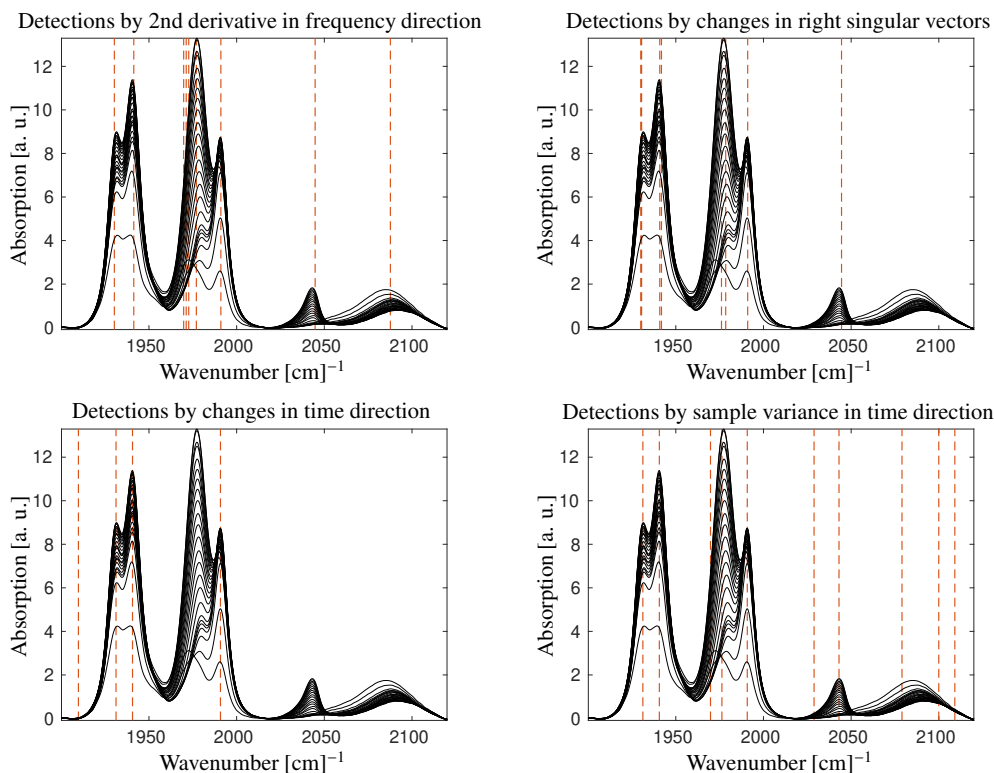 Detections by 2nd derivative in frequency direction
Absorption [a. u.]
12
10
8
6
4
2
0
1950 2000 2050 2100
Wavenumber [cm]⁻¹
Detections by changes in right singular vectors
Absorption [a. u.]
12
10
8
6
4
2
0
1950 2000 2050 2100
Wavenumber [cm]⁻¹
Detections by changes in time direction
Absorption [a. u.]
12
10
8
6
4
2
0
1950 2000 2050 2100
Wavenumber [cm]⁻¹
Detections by sample variance in time direction
Absorption [a. u.]
12
10
8
6
4
2
0
1950 2000 2050 2100
Wavenumber [cm]⁻¹